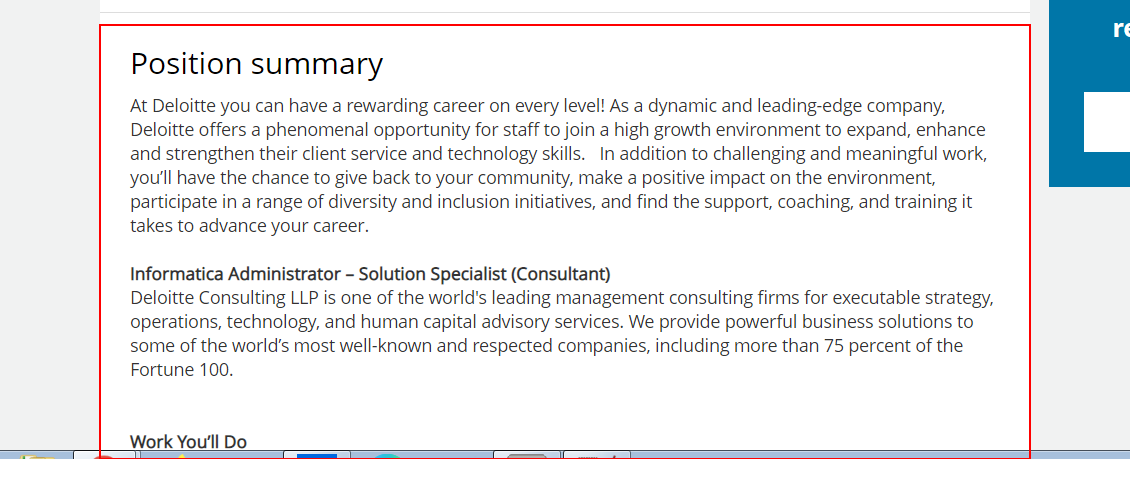 Position summary
At Deloitte you can have a rewarding career on every level! As a dynamic and leading-edge company,
Deloitte offers a phenomenal opportunity for staff to join a high growth environment to expand, enhance
and strengthen their client service and technology skills.   In addition to challenging and meaningful work,
you’ll have the chance to give back to your community, make a positive impact on the environment,
participate in a range of diversity and inclusion initiatives, and find the support, coaching, and training it
takes to advance your career.
Informatica Administrator – Solution Specialist (Consultant)
Deloitte Consulting LLP is one of the world's leading management consulting firms for executable strategy,
operations, technology, and human capital advisory services. We provide powerful business solutions to
some of the world’s most well-known and respected companies, including more than 75 percent of the
Fortune 100.
Work You’ll Do